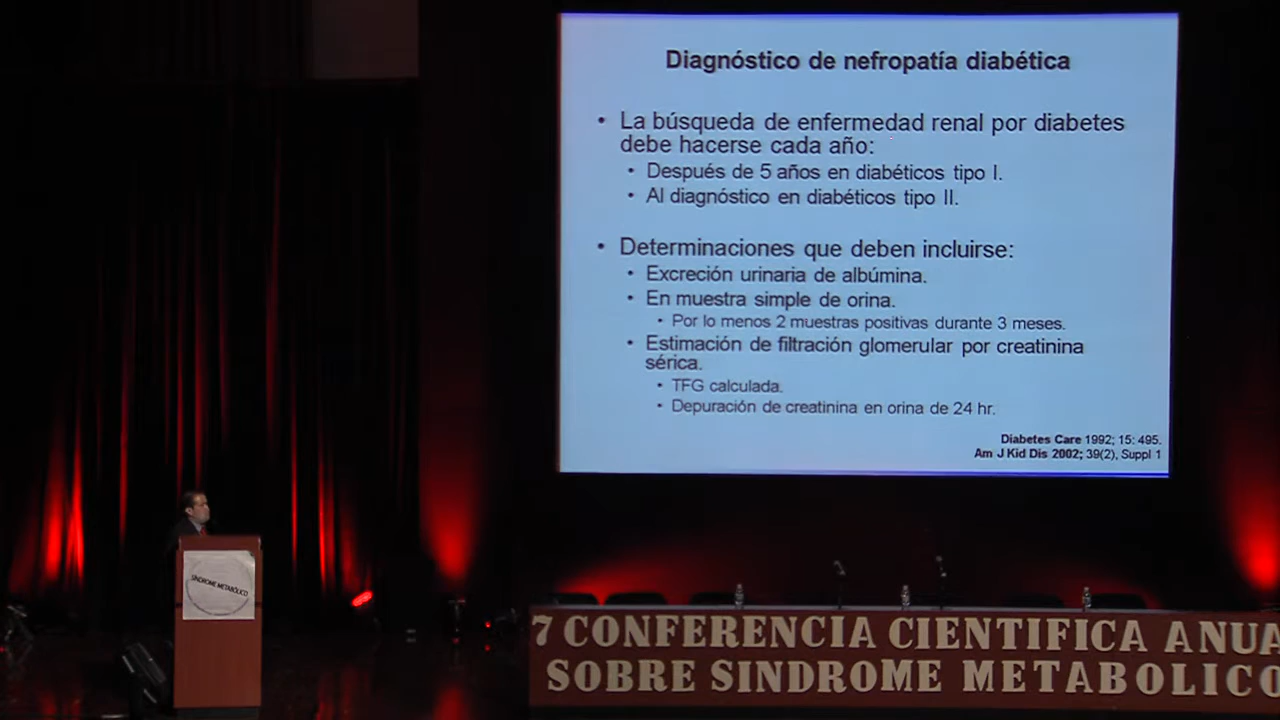 Diagnóstico de nefropatía diabética
• La búsqueda de enfermedad renal por diabetes
debe hacerse cada año:
• Después de 5 años en diabéticos tipo I.
• Al diagnóstico en diabéticos tipo II.
• Determinaciones que deben incluirse:
• Excreción urinaria de albúmina.
• En muestra simple de orina.
• Por lo menos 2 muestras positivas durante 3 meses.
• Estimación de filtración glomerular por creatinina
sérica.
• TFG calculada.
• Depuración de creatinina en orina de 24 hr.
Diabetes Care 1992; 15: 495.
Am J Kid Dis 2002; 39(2), Suppl 1
SÍNDROME METABÓLICO
7 CONFERENCIA CIENTIFICA ANUA
SOBRE SINDROME METABOLICO